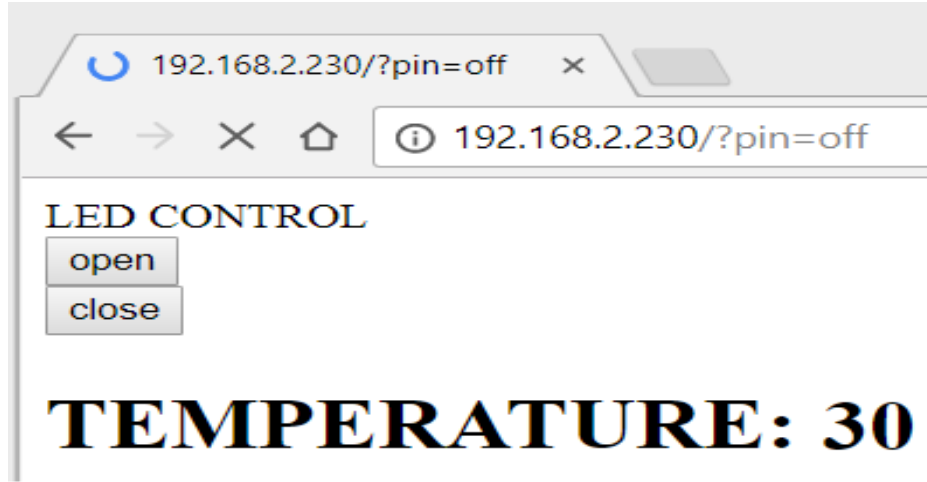 192.168.2.230/?pin=off
192.168.2.230/?pin=off
LED CONTROL
open
close
TEMPERATURE: 30